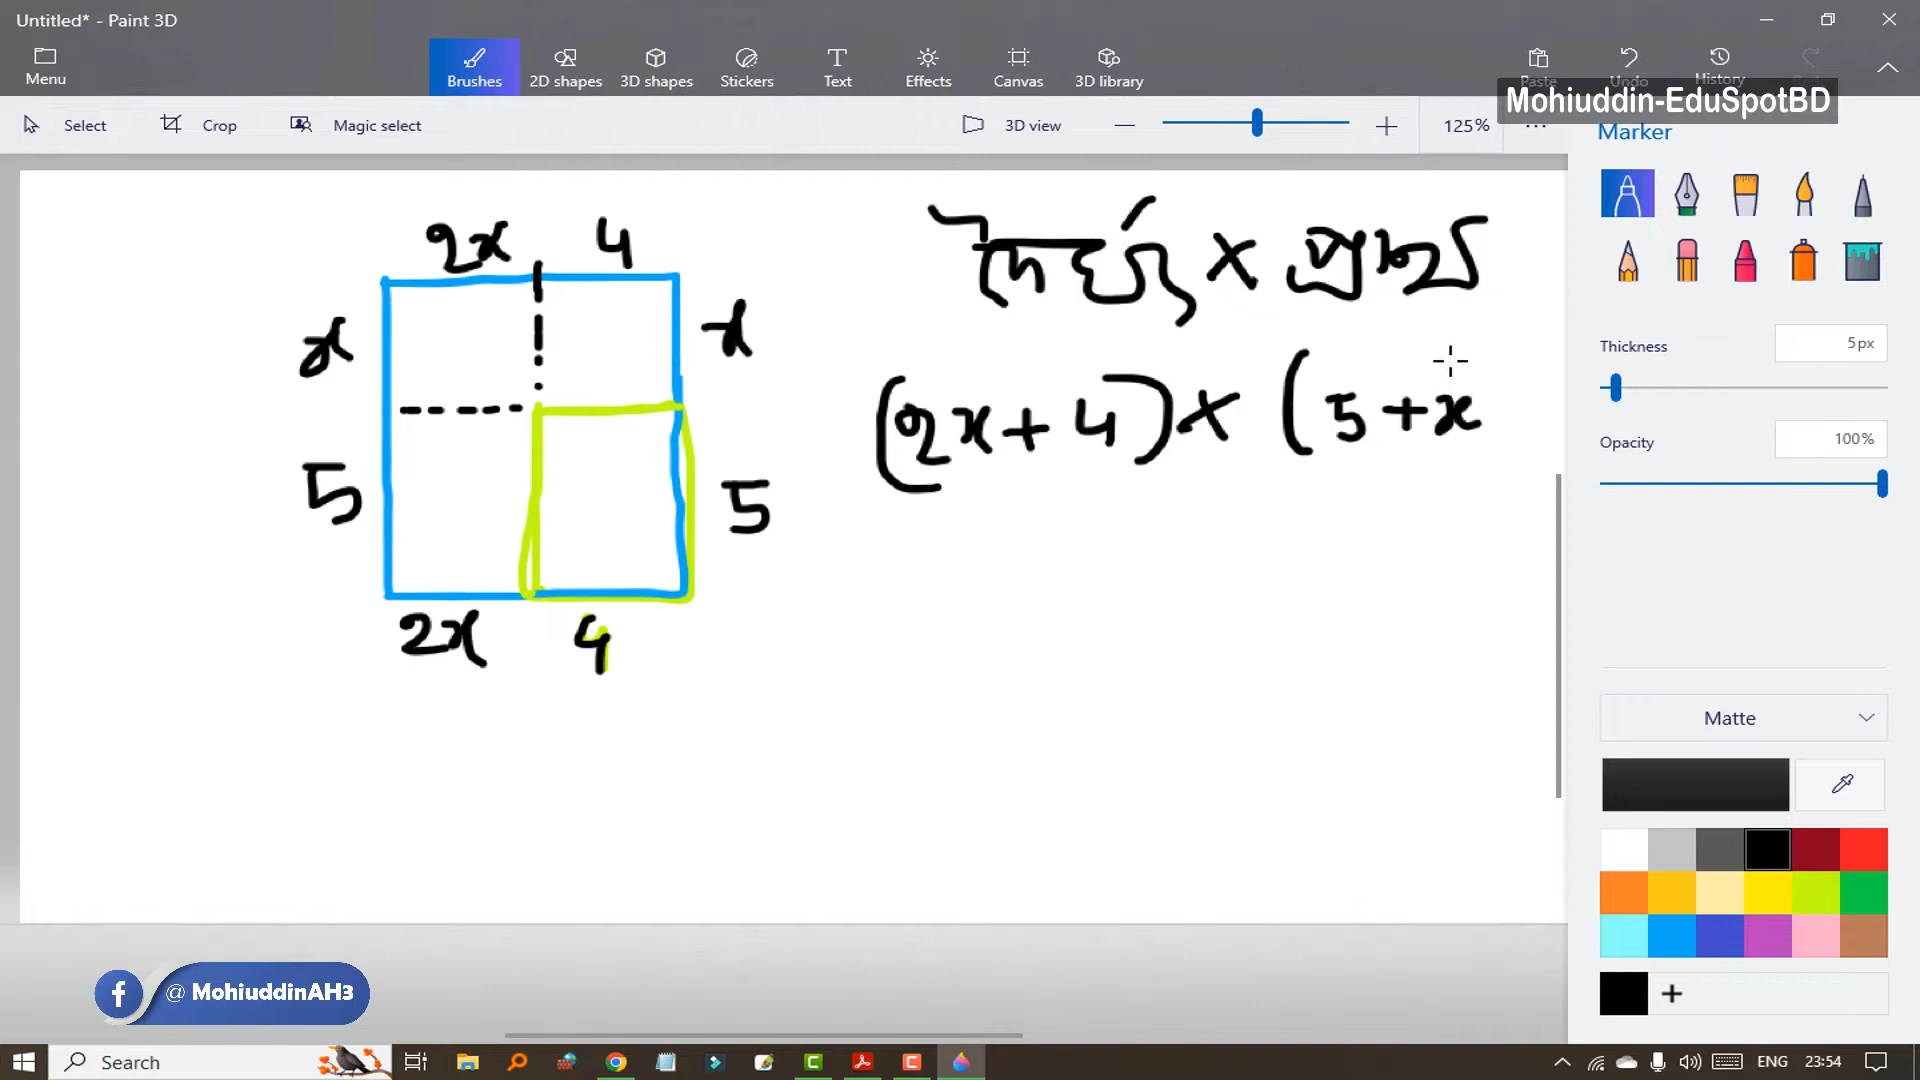 Untitled* - Paint 3D
Menu
Brushes
2D shapes
3D shapes
Stickers
Text
Effects
Canvas
3D library
Paste
Undo
History
Mohiuddin-EduSpotBD
Select
Crop
Magic select
3D view
125%
Marker
Thickness
5px
Opacity
100%
Matte
2x 4
x x
5 5
2x 4
দৈর্ঘ্য × প্রস্থ
(2x+4) × (5+x
@ MohiuddinAH3
Search
ENG 23:54